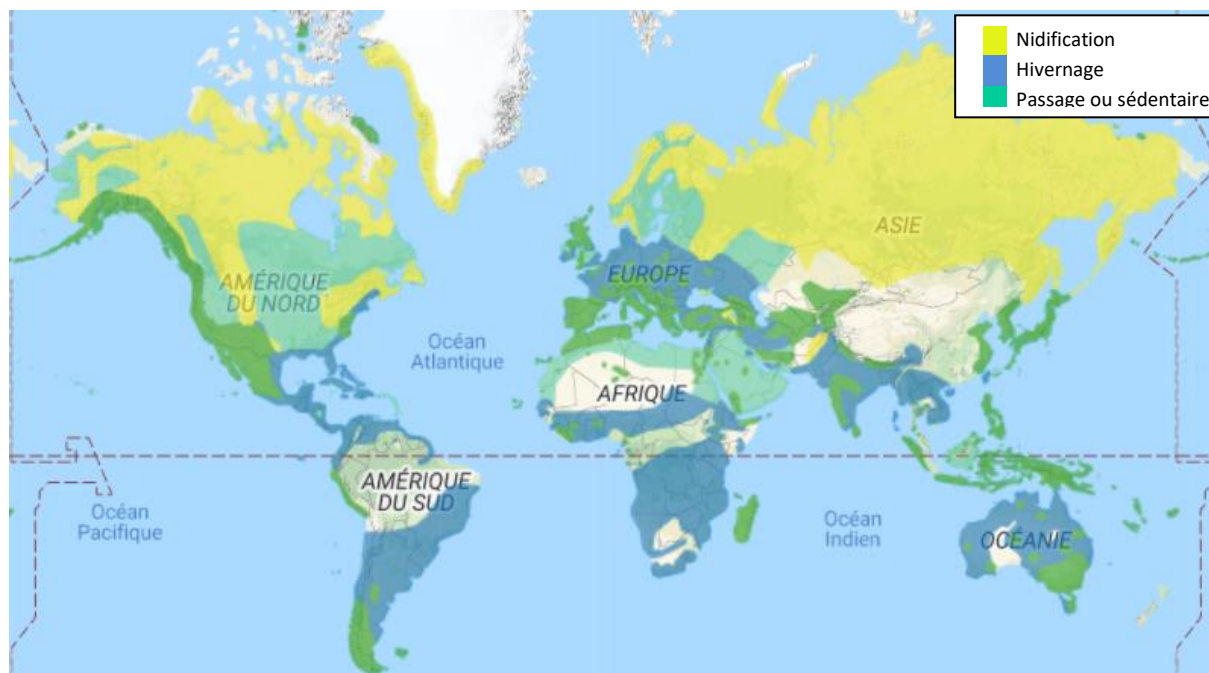 Nidification
Hivernage
Passage ou sédentaire
ASIE
EUROPE
AMÉRIQUE
DU NORD
Océan
Atlantique
AFRIQUE
AMÉRIQUE
DU SUD
Océan
Pacifique
Océan
Indien
OCÉANIE